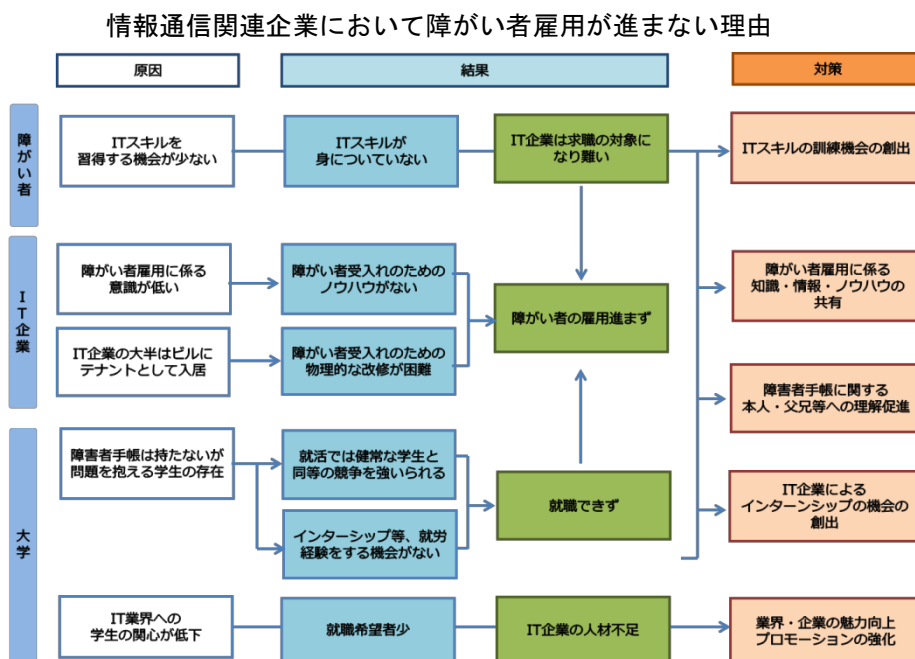 情報通信関連企業において障がい者雇用が進まない理由
原因
結果
対策
障がい者
ITスキルを
習得する機会が少ない
ITスキルが
身についていない
IT企業は求職の対象に
なり難い
ITスキルの訓練機会の創出
IT企業
障がい者雇用に係る
意識が低い
障がい者受入れのための
ノウハウがない
障がい者の雇用進まず
障がい者雇用に係る
知識・情報・ノウハウの
共有
IT企業の大半はビルに
テナントとして入居
障がい者受入れのための
物理的な改修が困難
障害者手帳に関する
本人・父兄等への理解促進
大学
障害者手帳は持たないが
問題を抱える学生の存在
就活では健常な学生と
同等の競争を強いられる
インターシップ等、就労
経験をする機会がない
就職できず
IT企業による
インターンシップの機会の
創出
IT業界への
学生の関心が低下
就職希望者少
IT企業の人材不足
業界・企業の魅力向上
プロモーションの強化